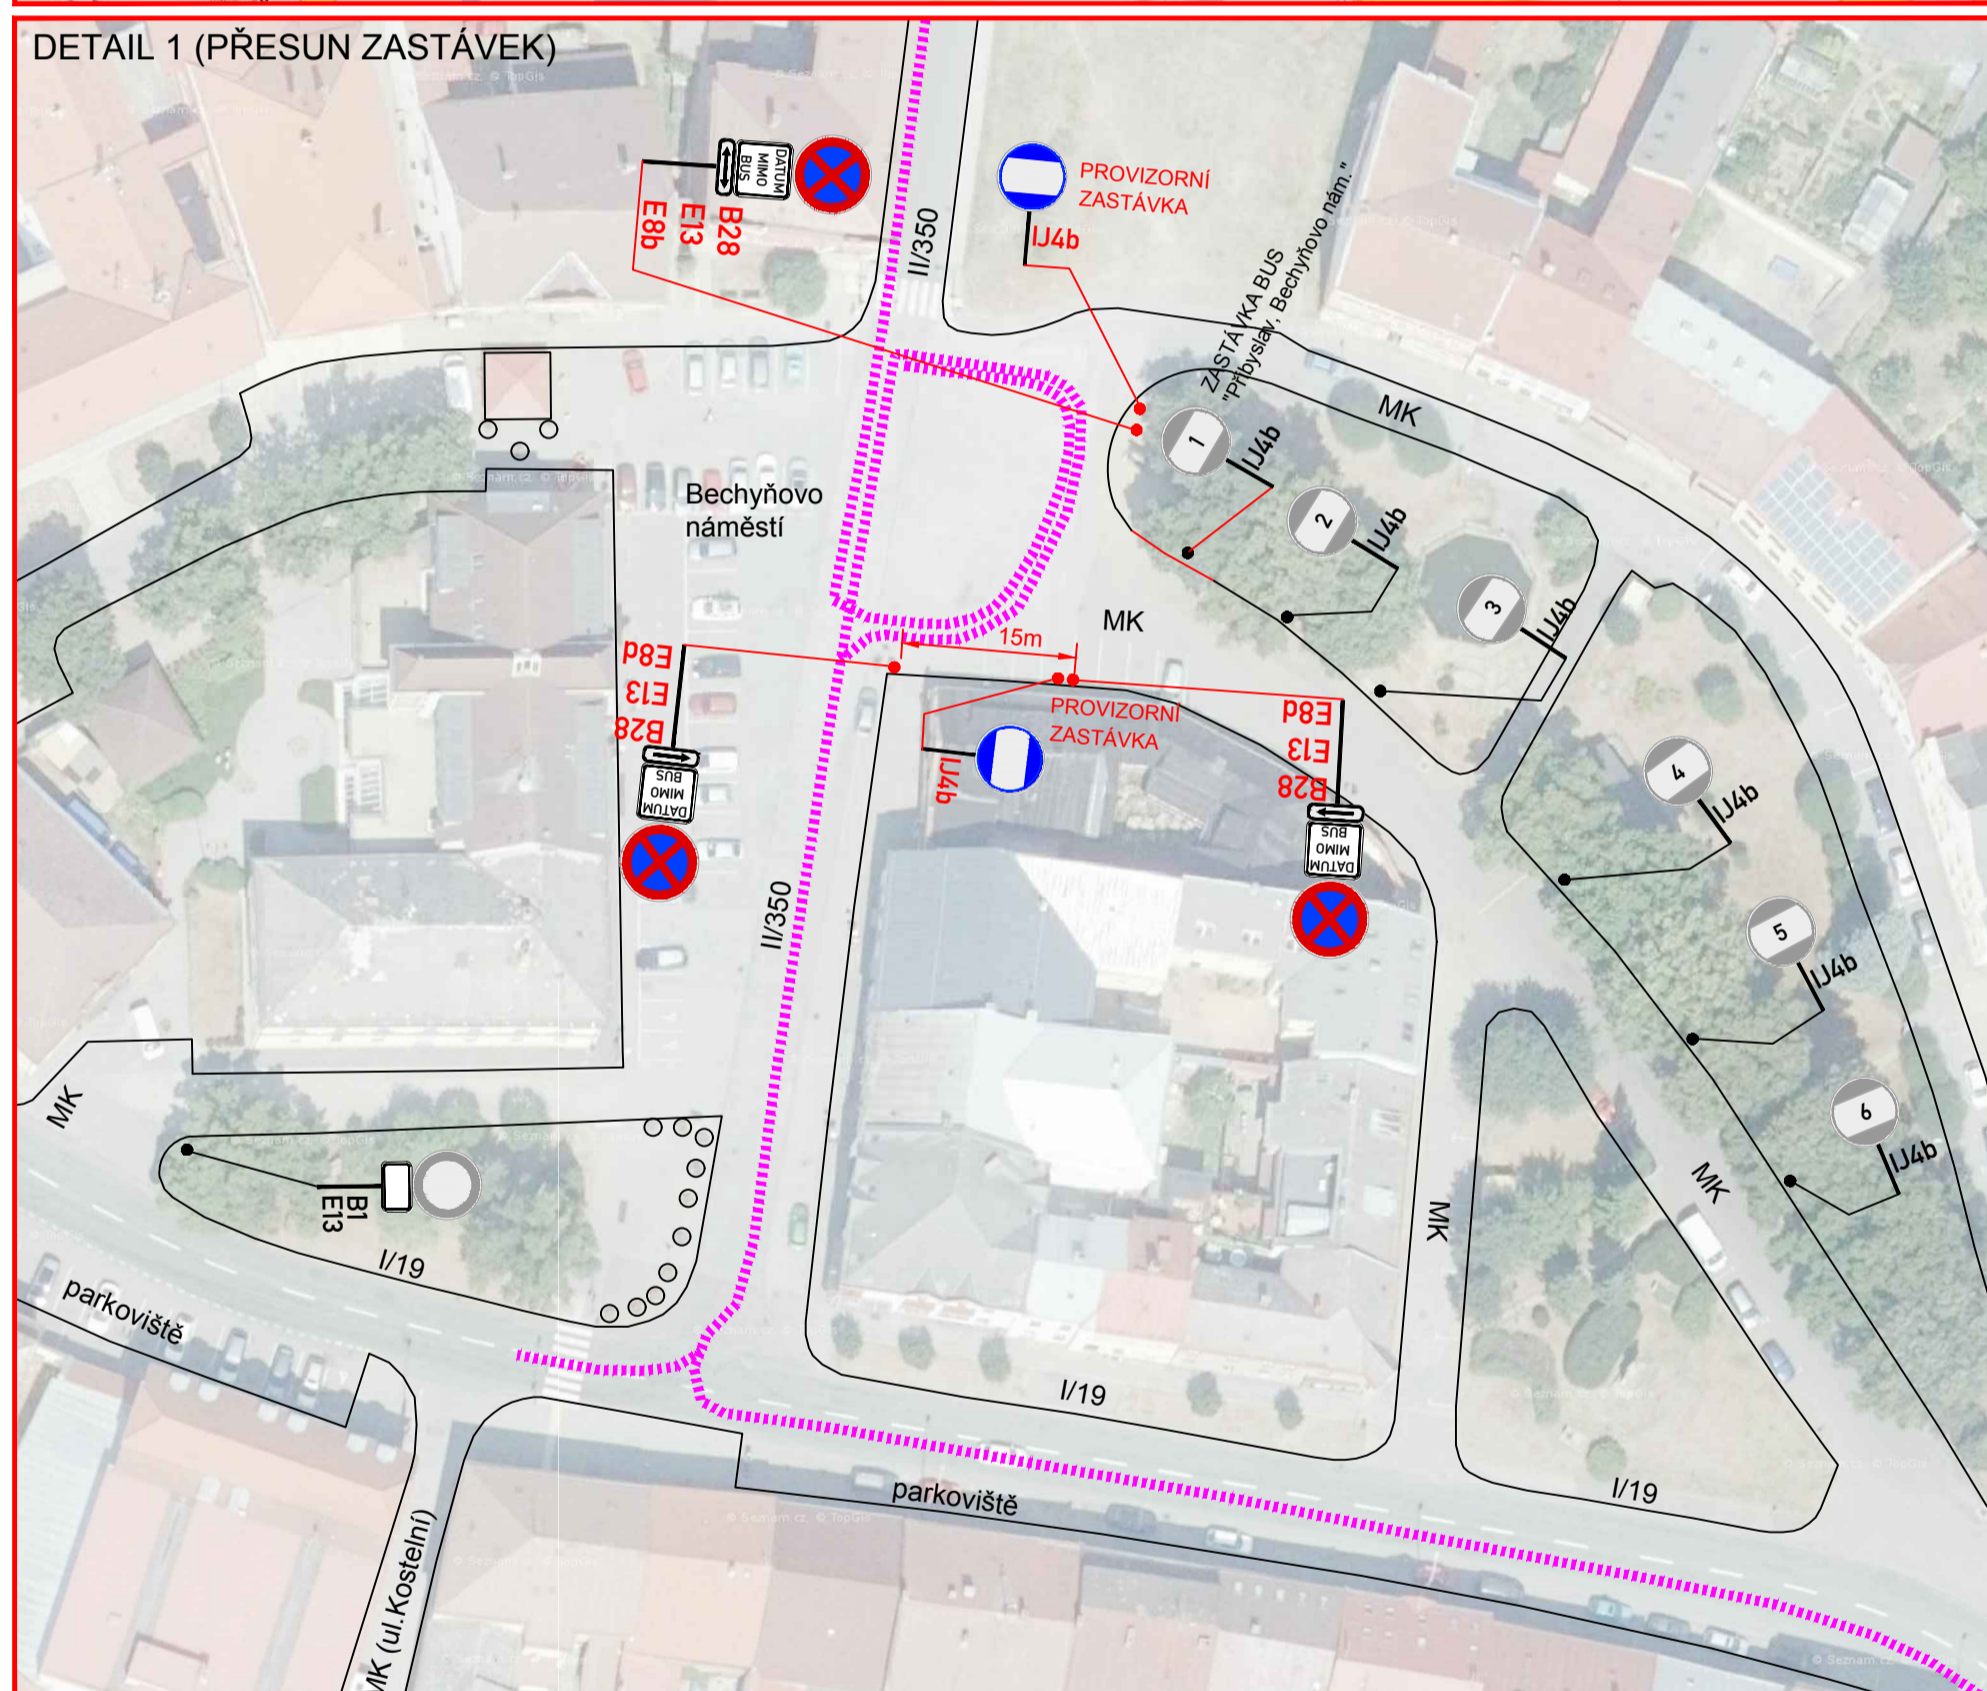 DETAIL 1 (PŘESUN ZASTÁVEK)
DATUM
MIMO
BUS
B28
E13
E8b
II/350
PROVIZORNÍ
ZASTÁVKA
IJ4b
ZASTÁVKA BUS
"Přibyslav, Bechyňovo nám."
MK
1
IJ4b
2
IJ4b
3
IJ4b
Bechyňovo
náměstí
MK
15m
E8d
E13
B28
DATUM
MIMO
BUS
PROVIZORNÍ
ZASTÁVKA
IJ4b
E8d
E13
B28
DATUM
MIMO
BUS
4
IJ4b
5
IJ4b
6
IJ4b
II/350
MK
B1
E13
I/19
parkoviště
MK
MK
I/19
I/19
parkoviště
MK (ul.Kostelní)
© Seznam.cz, © TopGis